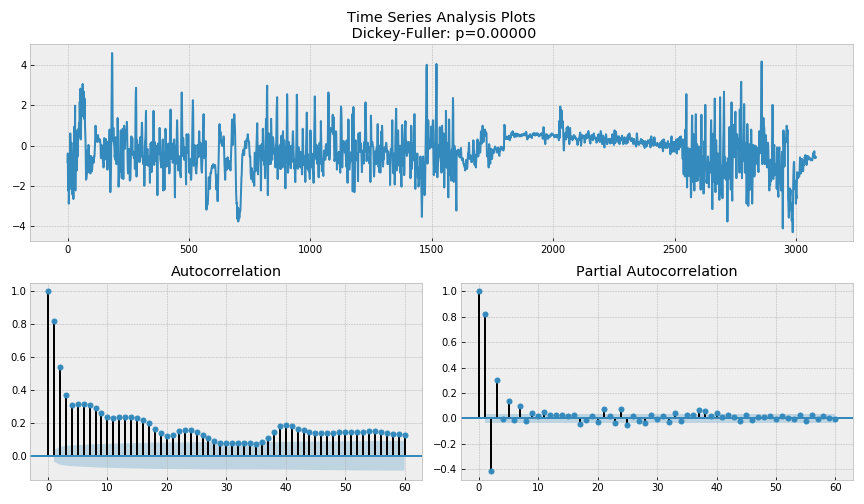 Time Series Analysis Plots
Dickey-Fuller: p=0.00000
4
2
0
−2
−4
0 500 1000 1500 2000 2500 3000
Autocorrelation
1.0
0.8
0.6
0.4
0.2
0.0
0 10 20 30 40 50 60
Partial Autocorrelation
1.0
0.8
0.6
0.4
0.2
0.0
−0.2
−0.4
0 10 20 30 40 50 60